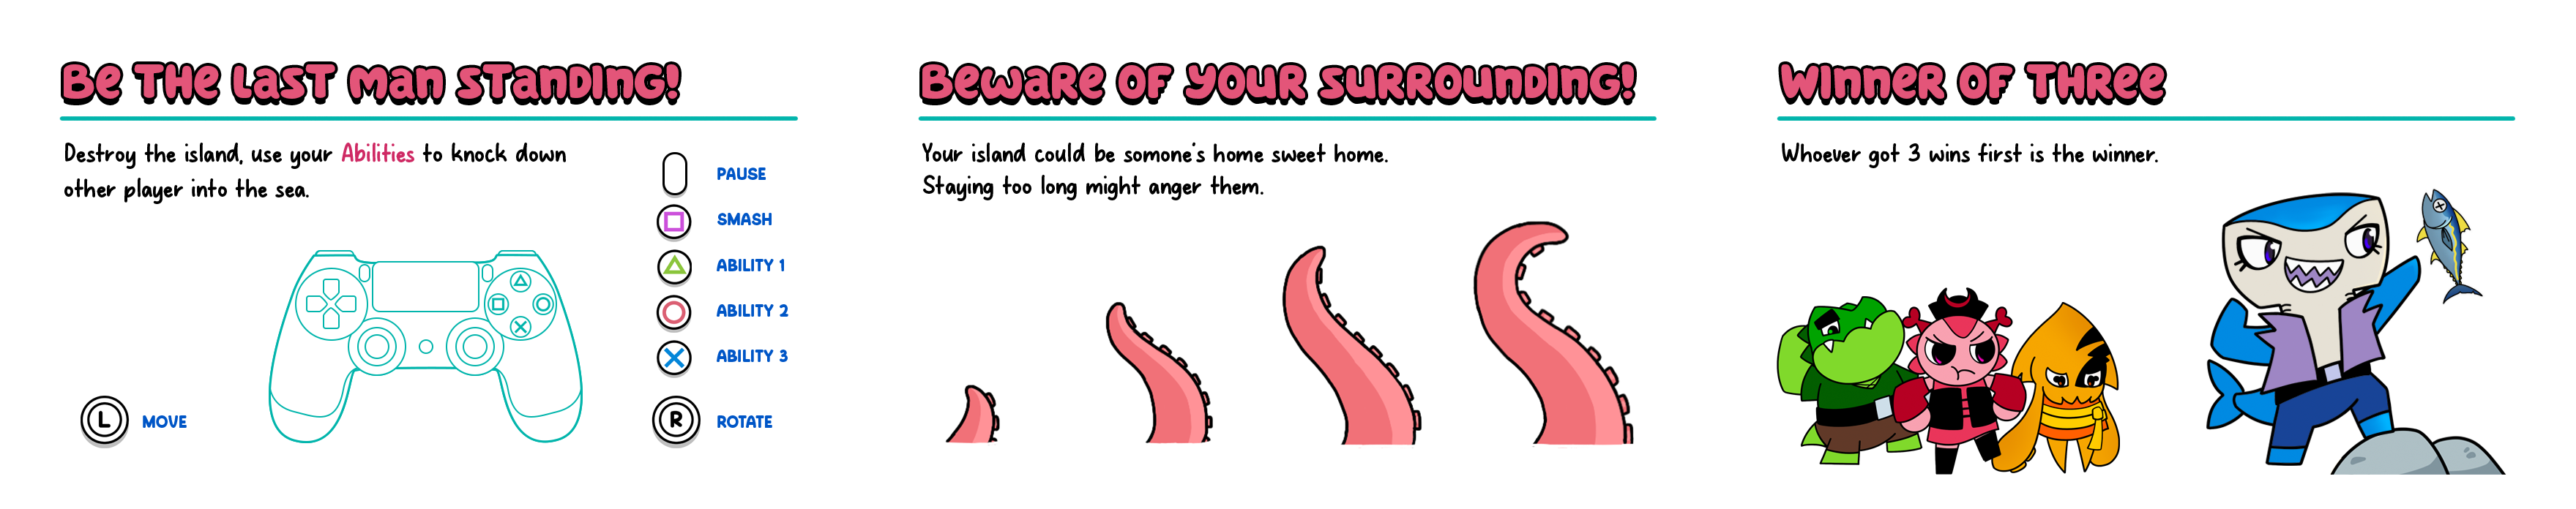 Be THE LaST Man STanDInG!
Destroy the island, use your Abilities to knock down
other player into the sea.
PAUSE
SMASH
ABILITY 1
ABILITY 2
ABILITY 3
L MOVE
R ROTATE
Beware OF YOUR SURROUNDInG!
Your island could be somone's home sweet home.
Staying too long might anger them.
WInner OF THree
Whoever got 3 wins first is the winner.